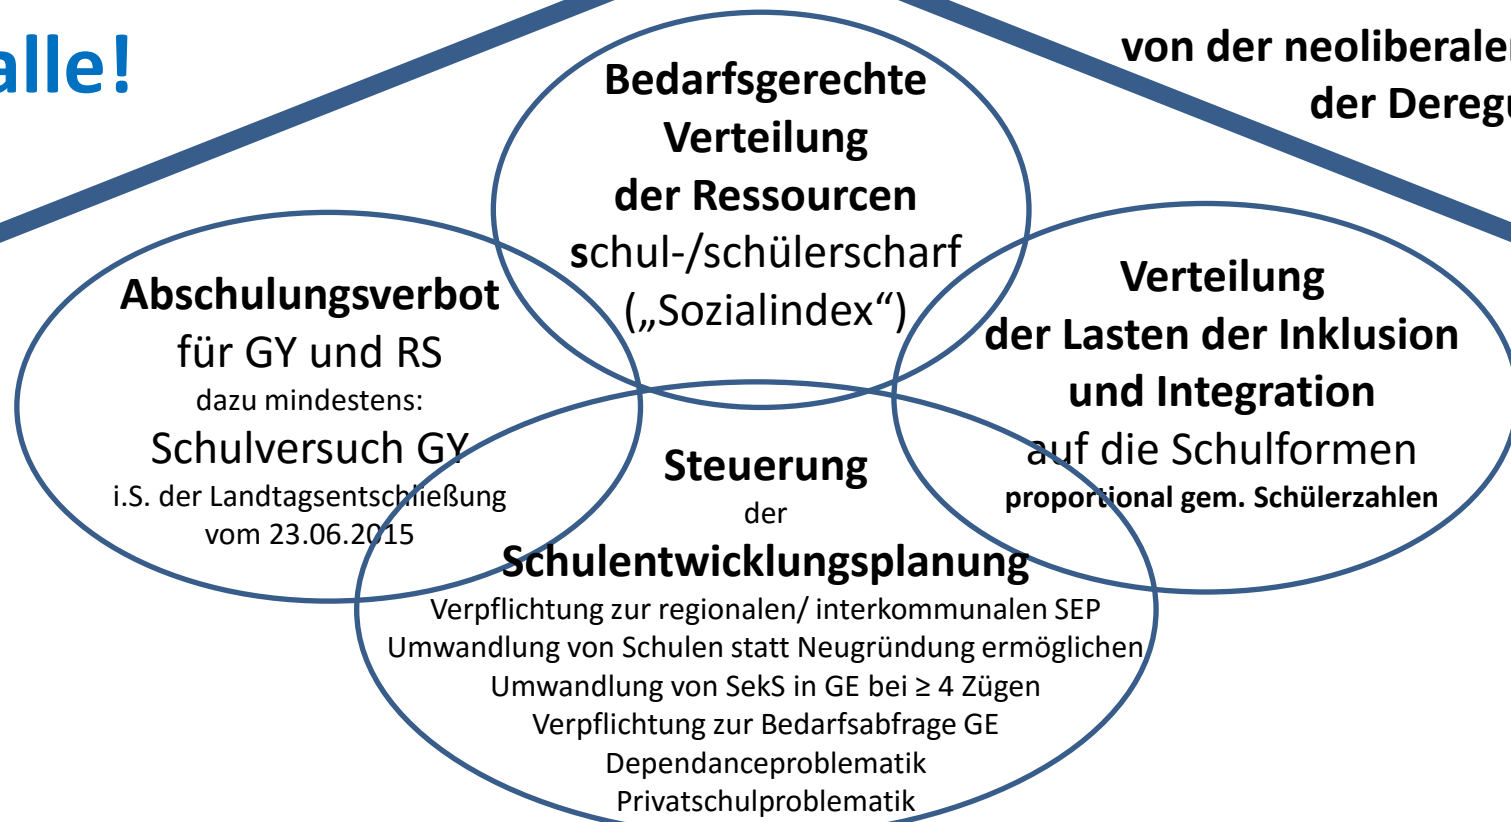 alle!
von der neoliberalen
der Deregu
Bedarfsgerechte
Verteilung
der Ressourcen
schul-/schülerscharf
(„Sozialindex“)
Abschulungsverbot
für GY und RS
dazu mindestens:
Schulversuch GY
i.S. der Landtagsentschließung
vom 23.06.2015
Verteilung
der Lasten der Inklusion
und Integration
auf die Schulformen
proportional gem. Schülerzahlen
Steuerung
der
Schulentwicklungsplanung
Verpflichtung zur regionalen/ interkommunalen SEP
Umwandlung von Schulen statt Neugründung ermöglichen
Umwandlung von SekS in GE bei ≥ 4 Zügen
Verpflichtung zur Bedarfsabfrage GE
Dependanceproblematik
Privatschulproblematik